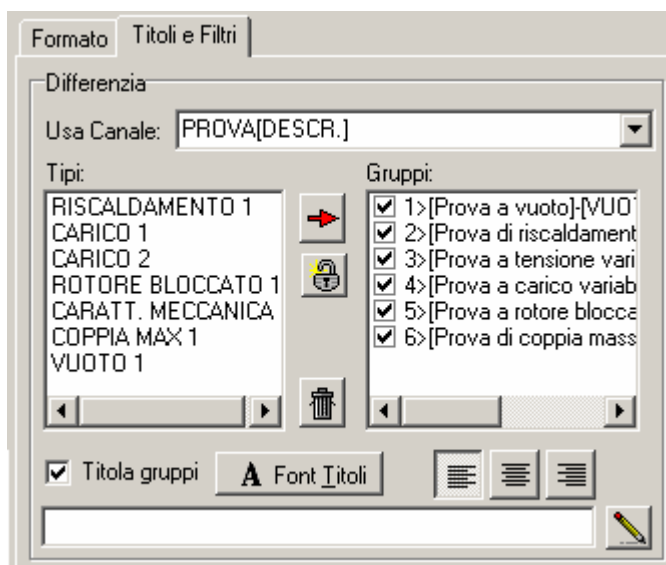 Formato Titoli e Filtri
Differenzia
Usa Canale: PROVA[DESCR.]
Tipi:
RISCALDAMENTO 1
CARICO 1
CARICO 2
ROTORE BLOCCATO 1
CARATT. MECCANICA
COPPIA MAX 1
VUOTO 1
Gruppi:
1>[Prova a vuoto]-[VUOT
2>[Prova di riscaldament
3>[Prova a tensione vari
4>[Prova a carico variab
5>[Prova a rotore blocca
6>[Prova di coppia mass
Titola gruppi A Font Titoli